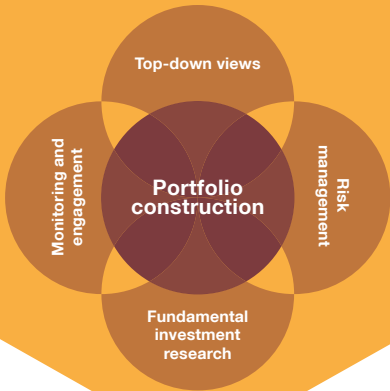 Top-down views
Monitoring and
engagement
Portfolio
construction
Risk
management
Fundamental
investment
research